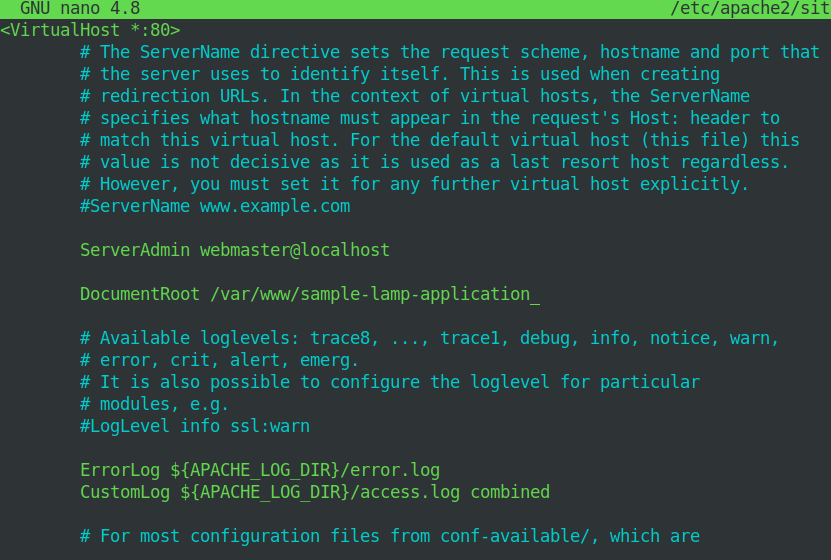 GNU nano 4.8 /etc/apache2/sit
<VirtualHost *:80>
# The ServerName directive sets the request scheme, hostname and port that
# the server uses to identify itself. This is used when creating
# redirection URLs. In the context of virtual hosts, the ServerName
# specifies what hostname must appear in the request's Host: header to
# match this virtual host. For the default virtual host (this file) this
# value is not decisive as it is used as a last resort host regardless.
# However, you must set it for any further virtual host explicitly.
#ServerName www.example.com
ServerAdmin webmaster@localhost
DocumentRoot /var/www/sample-lamp-application_
# Available loglevels: trace8, ..., trace1, debug, info, notice, warn,
# error, crit, alert, emerg.
# It is also possible to configure the loglevel for particular
# modules, e.g.
#LogLevel info ssl:warn
ErrorLog ${APACHE_LOG_DIR}/error.log
CustomLog ${APACHE_LOG_DIR}/access.log combined
# For most configuration files from conf-available/, which are